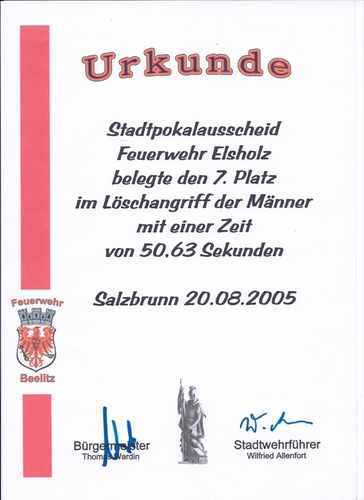 Urkunde
Stadtpokalausscheid
Feuerwehr Elsholz
belegte den 7. Platz
im Löschangriff der Männer
mit einer Zeit
von 50,63 Sekunden
Salzbrunn 20.08.2005
Feuerwehr
Beelitz
Bürgermeister
Thomas Wardin
Stadtwehrführer
Wilfried Allenfort